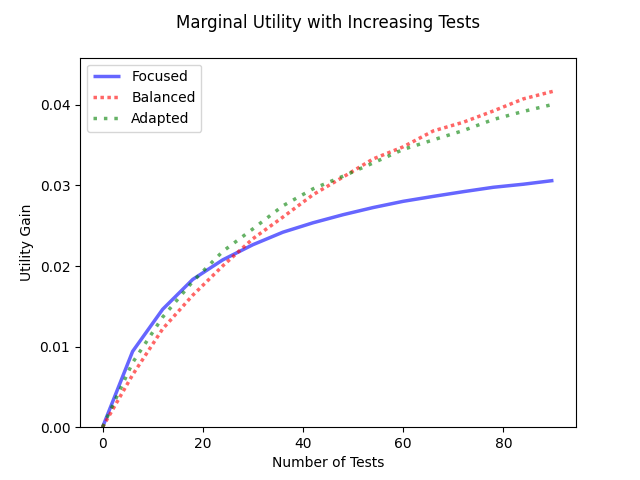 Marginal Utility with Increasing Tests
Focused
Balanced
Adapted
0.04
0.03
0.02
0.01
0.00
Utility Gain
0 20 40 60 80
Number of Tests